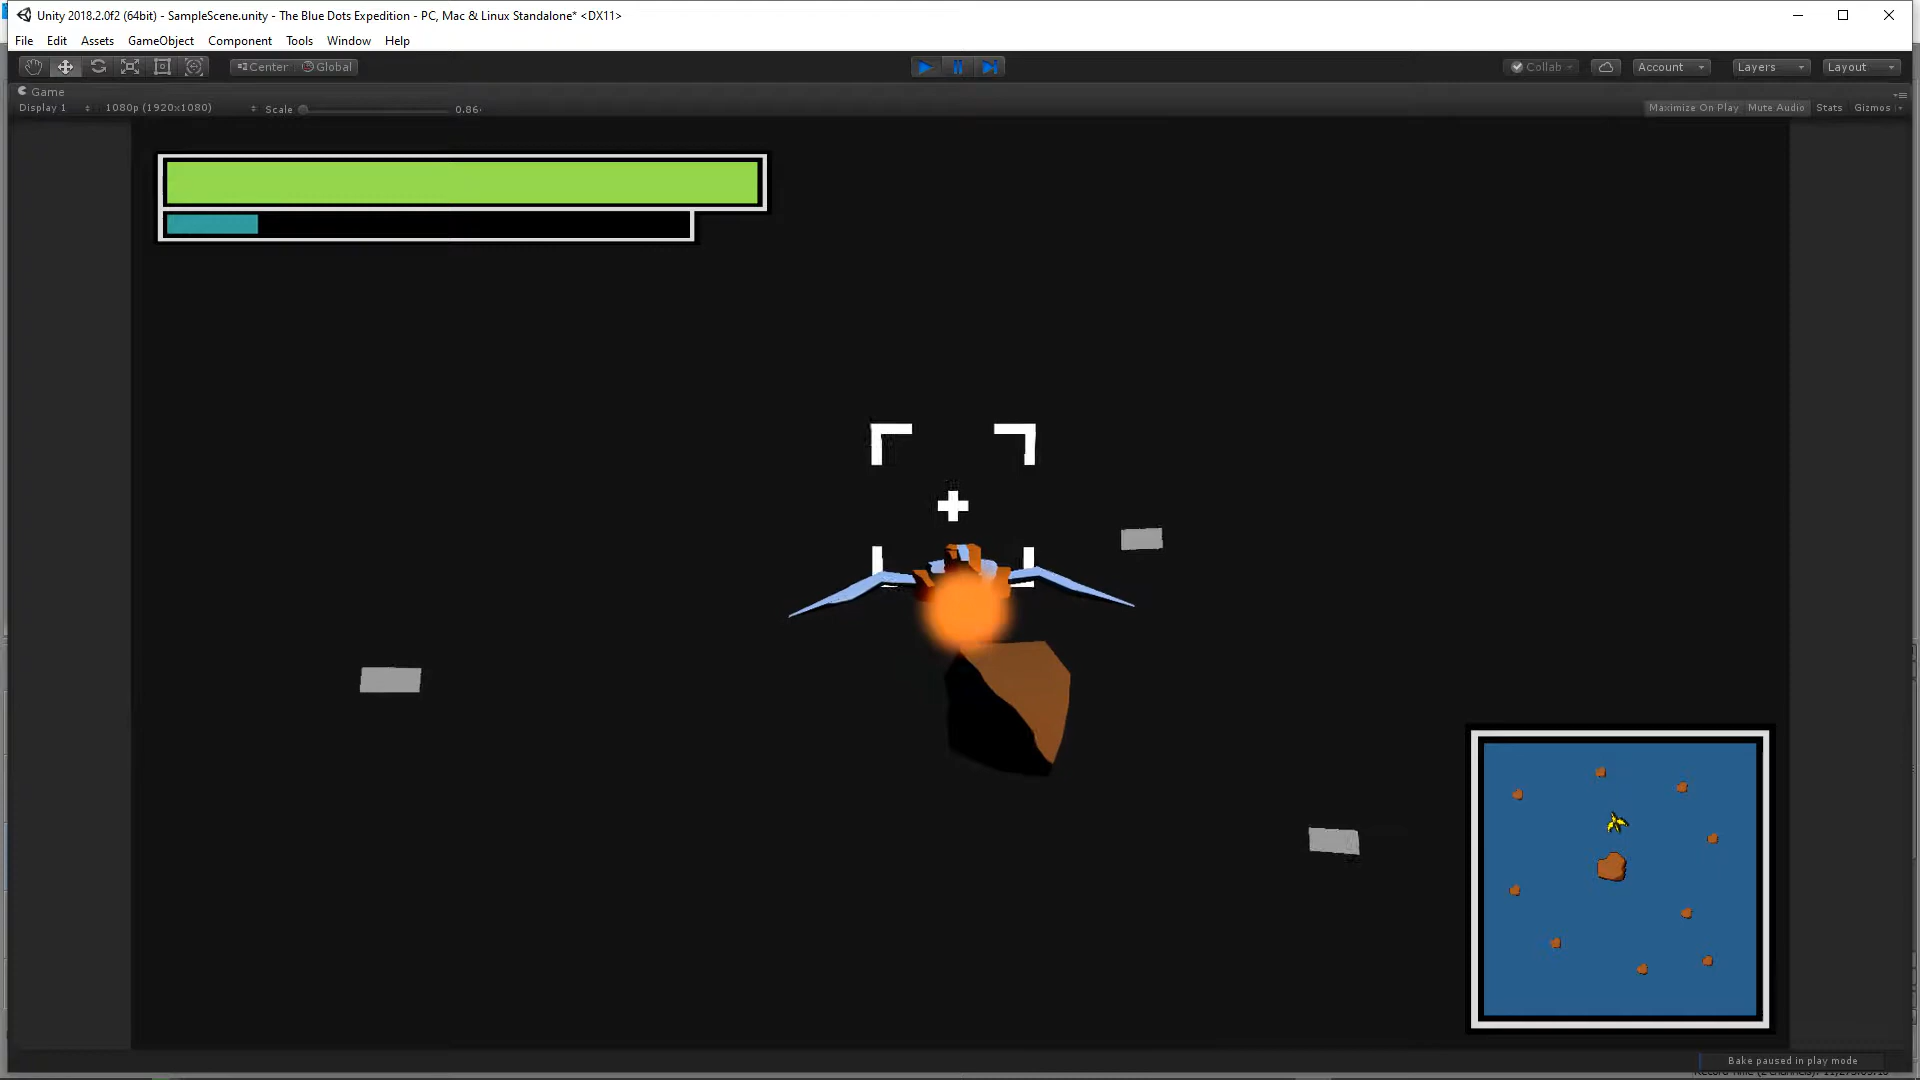 Unity 2018.2.0f2 (64bit) - SampleScene.unity - The Blue Dots Expedition - PC, Mac & Linux Standalone* <DX11>
File Edit Assets GameObject Component Tools Window Help
Center Global Collab Account Layers Layout
Game
Display 1 1080p (1920x1080) Scale 0.86 Maximize On Play Mute Audio Stats Gizmos
Bake paused in play mode